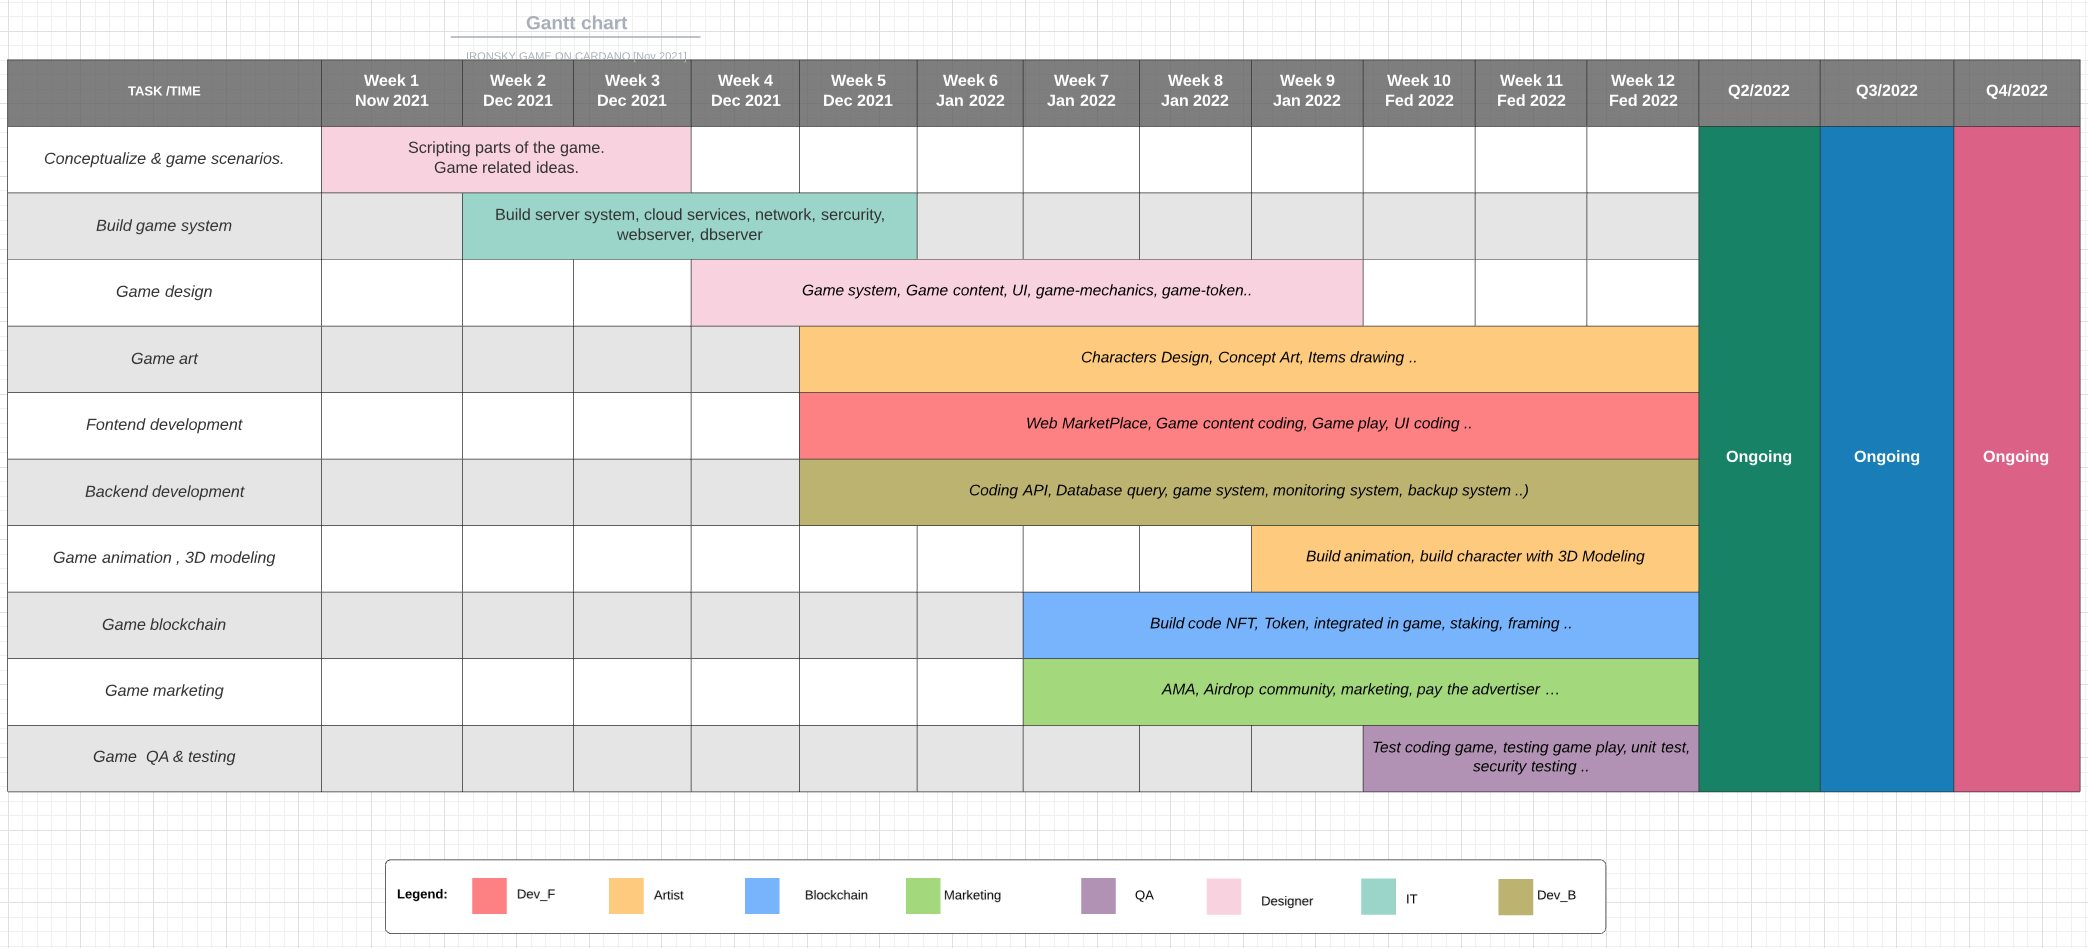 Gantt chart
IRONSKY GAME ON CARDANO [Nov 2021]
TASK /TIME
Week 1
Now 2021
Week 2
Dec 2021
Week 3
Dec 2021
Week 4
Dec 2021
Week 5
Dec 2021
Week 6
Jan 2022
Week 7
Jan 2022
Week 8
Jan 2022
Week 9
Jan 2022
Week 10
Fed 2022
Week 11
Fed 2022
Week 12
Fed 2022
Q2/2022
Q3/2022
Q4/2022
Conceptualize & game scenarios.
Scripting parts of the game.
Game related ideas.
Build game system
Build server system, cloud services, network, sercurity,
webserver, dbserver
Game design
Game system, Game content, UI, game-mechanics, game-token..
Game art
Characters Design, Concept Art, Items drawing ..
Fontend development
Web MarketPlace, Game content coding, Game play, UI coding ..
Backend development
Coding API, Database query, game system, monitoring system, backup system ..)
Ongoing
Ongoing
Ongoing
Game animation , 3D modeling
Build animation, build character with 3D Modeling
Game blockchain
Build code NFT, Token, integrated in game, staking, framing ..
Game marketing
AMA, Airdrop community, marketing, pay the advertiser …
Game QA & testing
Test coding game, testing game play, unit test,
security testing ..
Legend:
Dev_F
Artist
Blockchain
Marketing
QA
Designer
IT
Dev_B